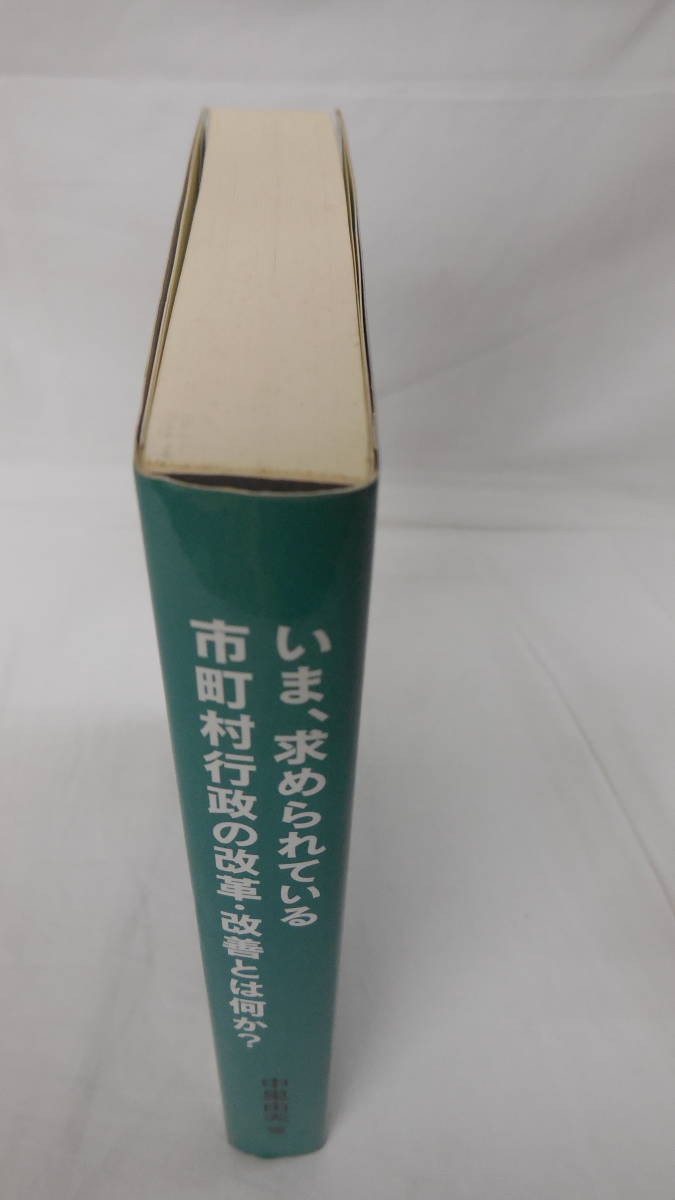 いま、求められている
市町村行政の改革・改善とは何か?